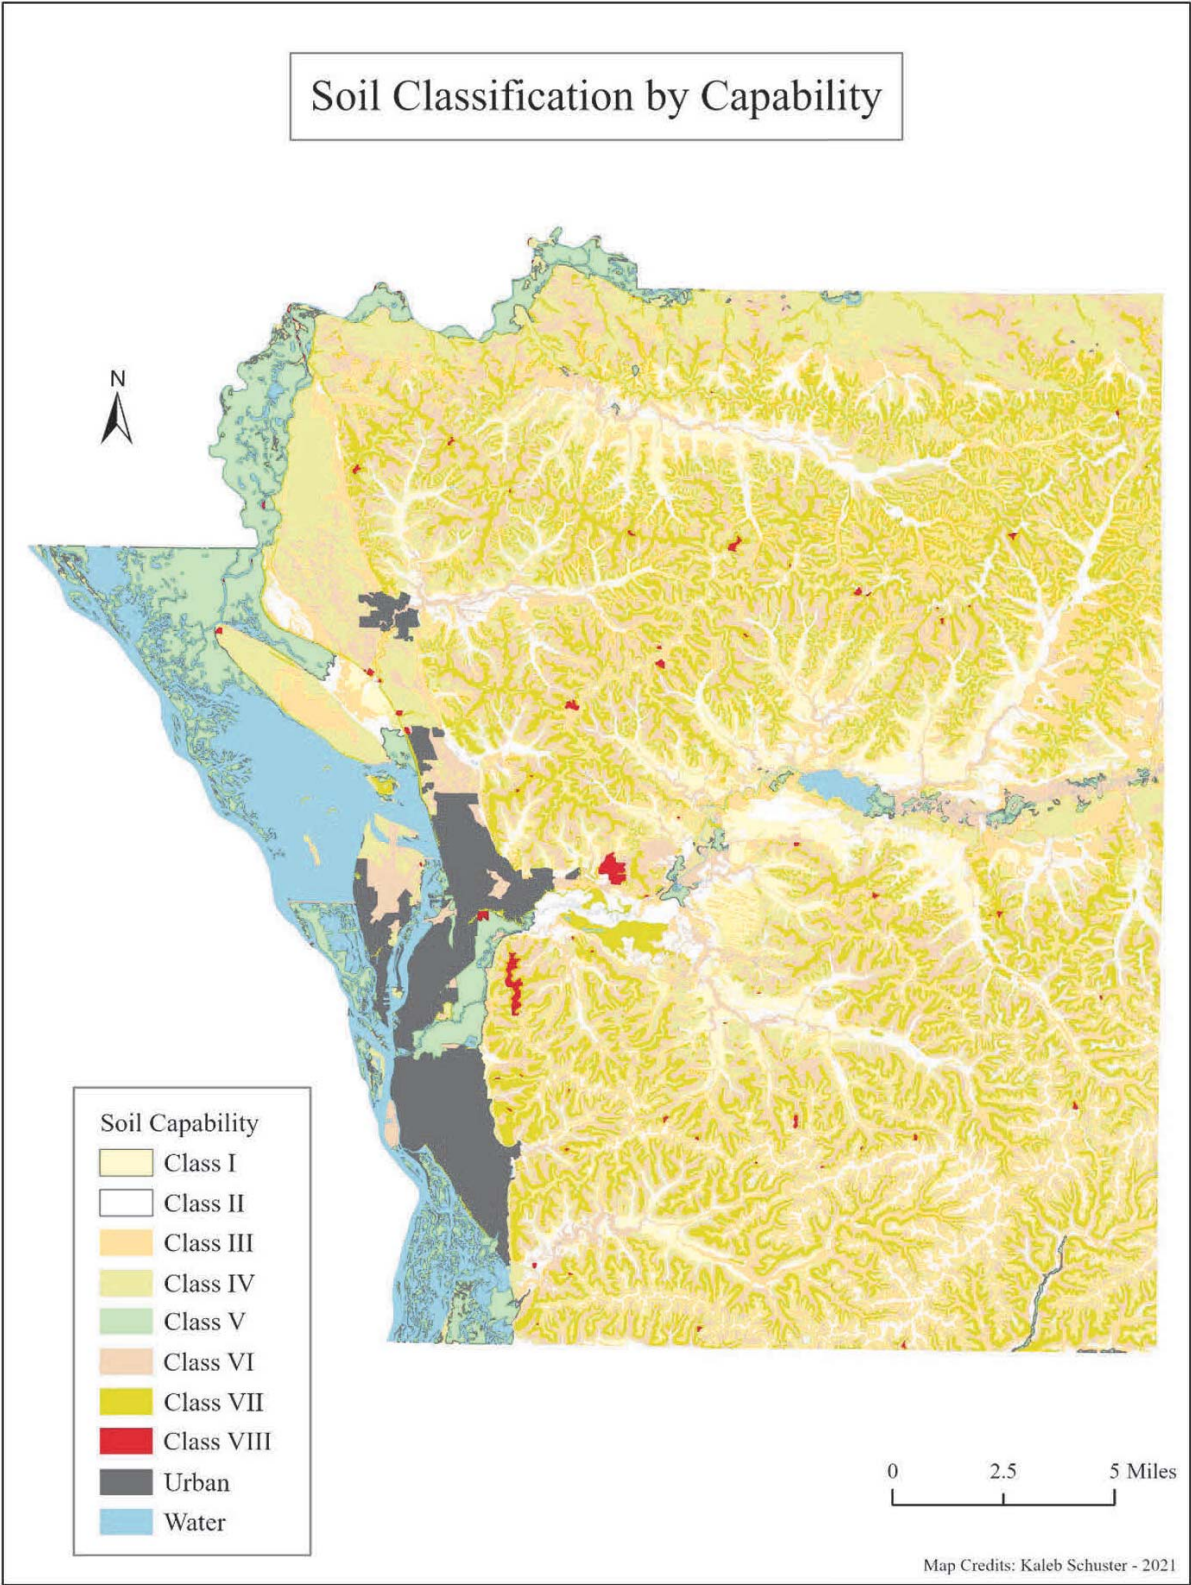 Soil Classification by Capability
N
Soil Capability
Class I
Class II
Class III
Class IV
Class V
Class VI
Class VII
Class VIII
Urban
Water
0 2.5 5 Miles
Map Credits: Kaleb Schuster - 2021